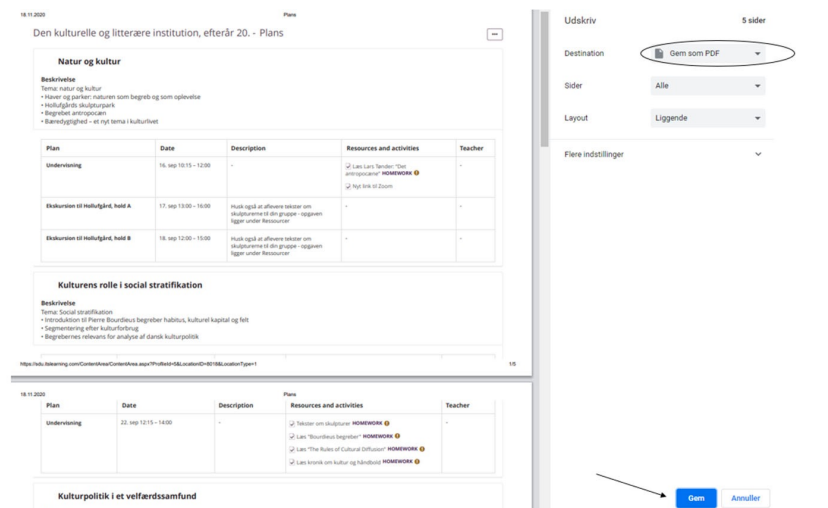 18.11.2020 Plans
Den kulturelle og litterære institution, efterår 20. - Plans
Natur og kultur
Beskrivelse
Tema: natur og kultur
• Haver og parker: naturen som begreb og som oplevelse
• Hollufgårds skulpturpark
• Begrebet antropocæn
• Bæredygtighed – et nyt tema i kulturlivet
Plan Date Description Resources and activities Teacher
Undervisning 16. sep 10:15 – 12:00 - Læs Lars Tønder: "Det -
antropocæne" HOMEWORK
Nyt link til Zoom
Ekskursion til Hollufgård, hold A 17. sep 13:00 – 16:00 Husk også at aflevere tekster om - -
skulpturerne til din gruppe - opgaven
ligger under Ressourcer
Ekskursion til Hollufgård, hold B 18. sep 12:00 – 15:00 Husk også at aflevere tekster om - -
skulpturerne til din gruppe - opgaven
ligger under Ressourcer
Kulturens rolle i social stratifikation
Beskrivelse
Tema: Social stratifikation
• Introduktion til Pierre Bourdieus begreber habitus, kulturel kapital og felt
• Segmentering efter kulturforbrug
• Begrebernes relevans for analyse af dansk kulturpolitik
https://sdu.itslearning.com/ContentArea/ContentArea.aspx?ProfileId=5&LocationID=8018&LocationType=1 1/5
18.11.2020 Plans
Plan Date Description Resources and activities Teacher
Undervisning 22. sep 12:15 – 14:00 - Tekster om skulpturer HOMEWORK -
Læs "Bourdieus begreber" HOMEWORK
Læs "The Rules of Cultural Diffusion" HOMEWORK
Læs kronik om kultur og håndbold HOMEWORK
Kulturpolitik i et velfærdssamfund
Udskriv 5 sider
Destination Gem som PDF
Sider Alle
Layout Liggende
Flere indstillinger
Gem Annuller